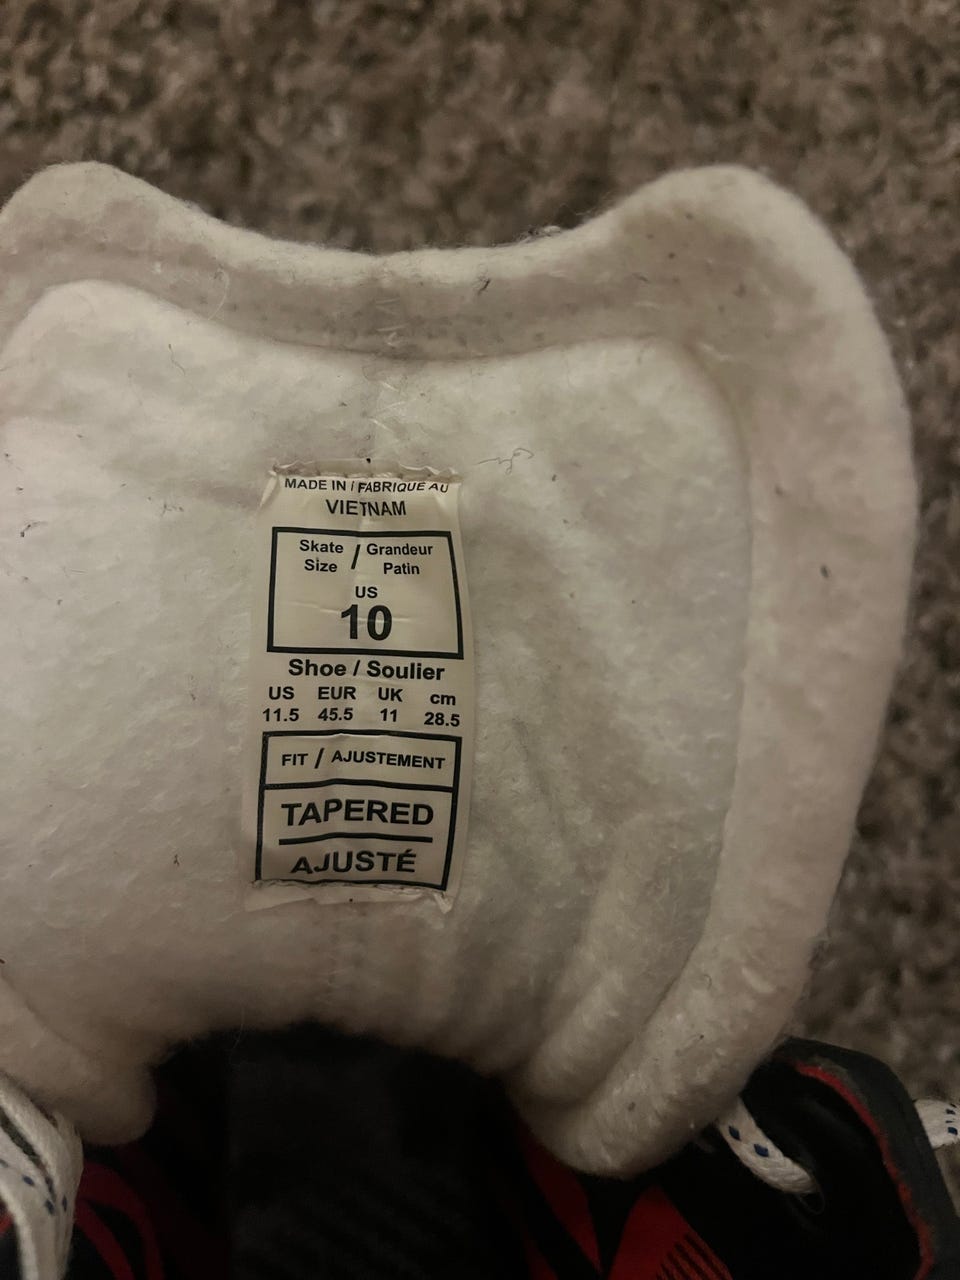 MADE IN / FABRIQUE AU
VIETNAM
Skate Size / Grandeur Patin
US
10
Shoe / Soulier
US EUR UK cm
11.5 45.5 11 28.5
FIT / AJUSTEMENT
TAPERED
AJUSTÉ